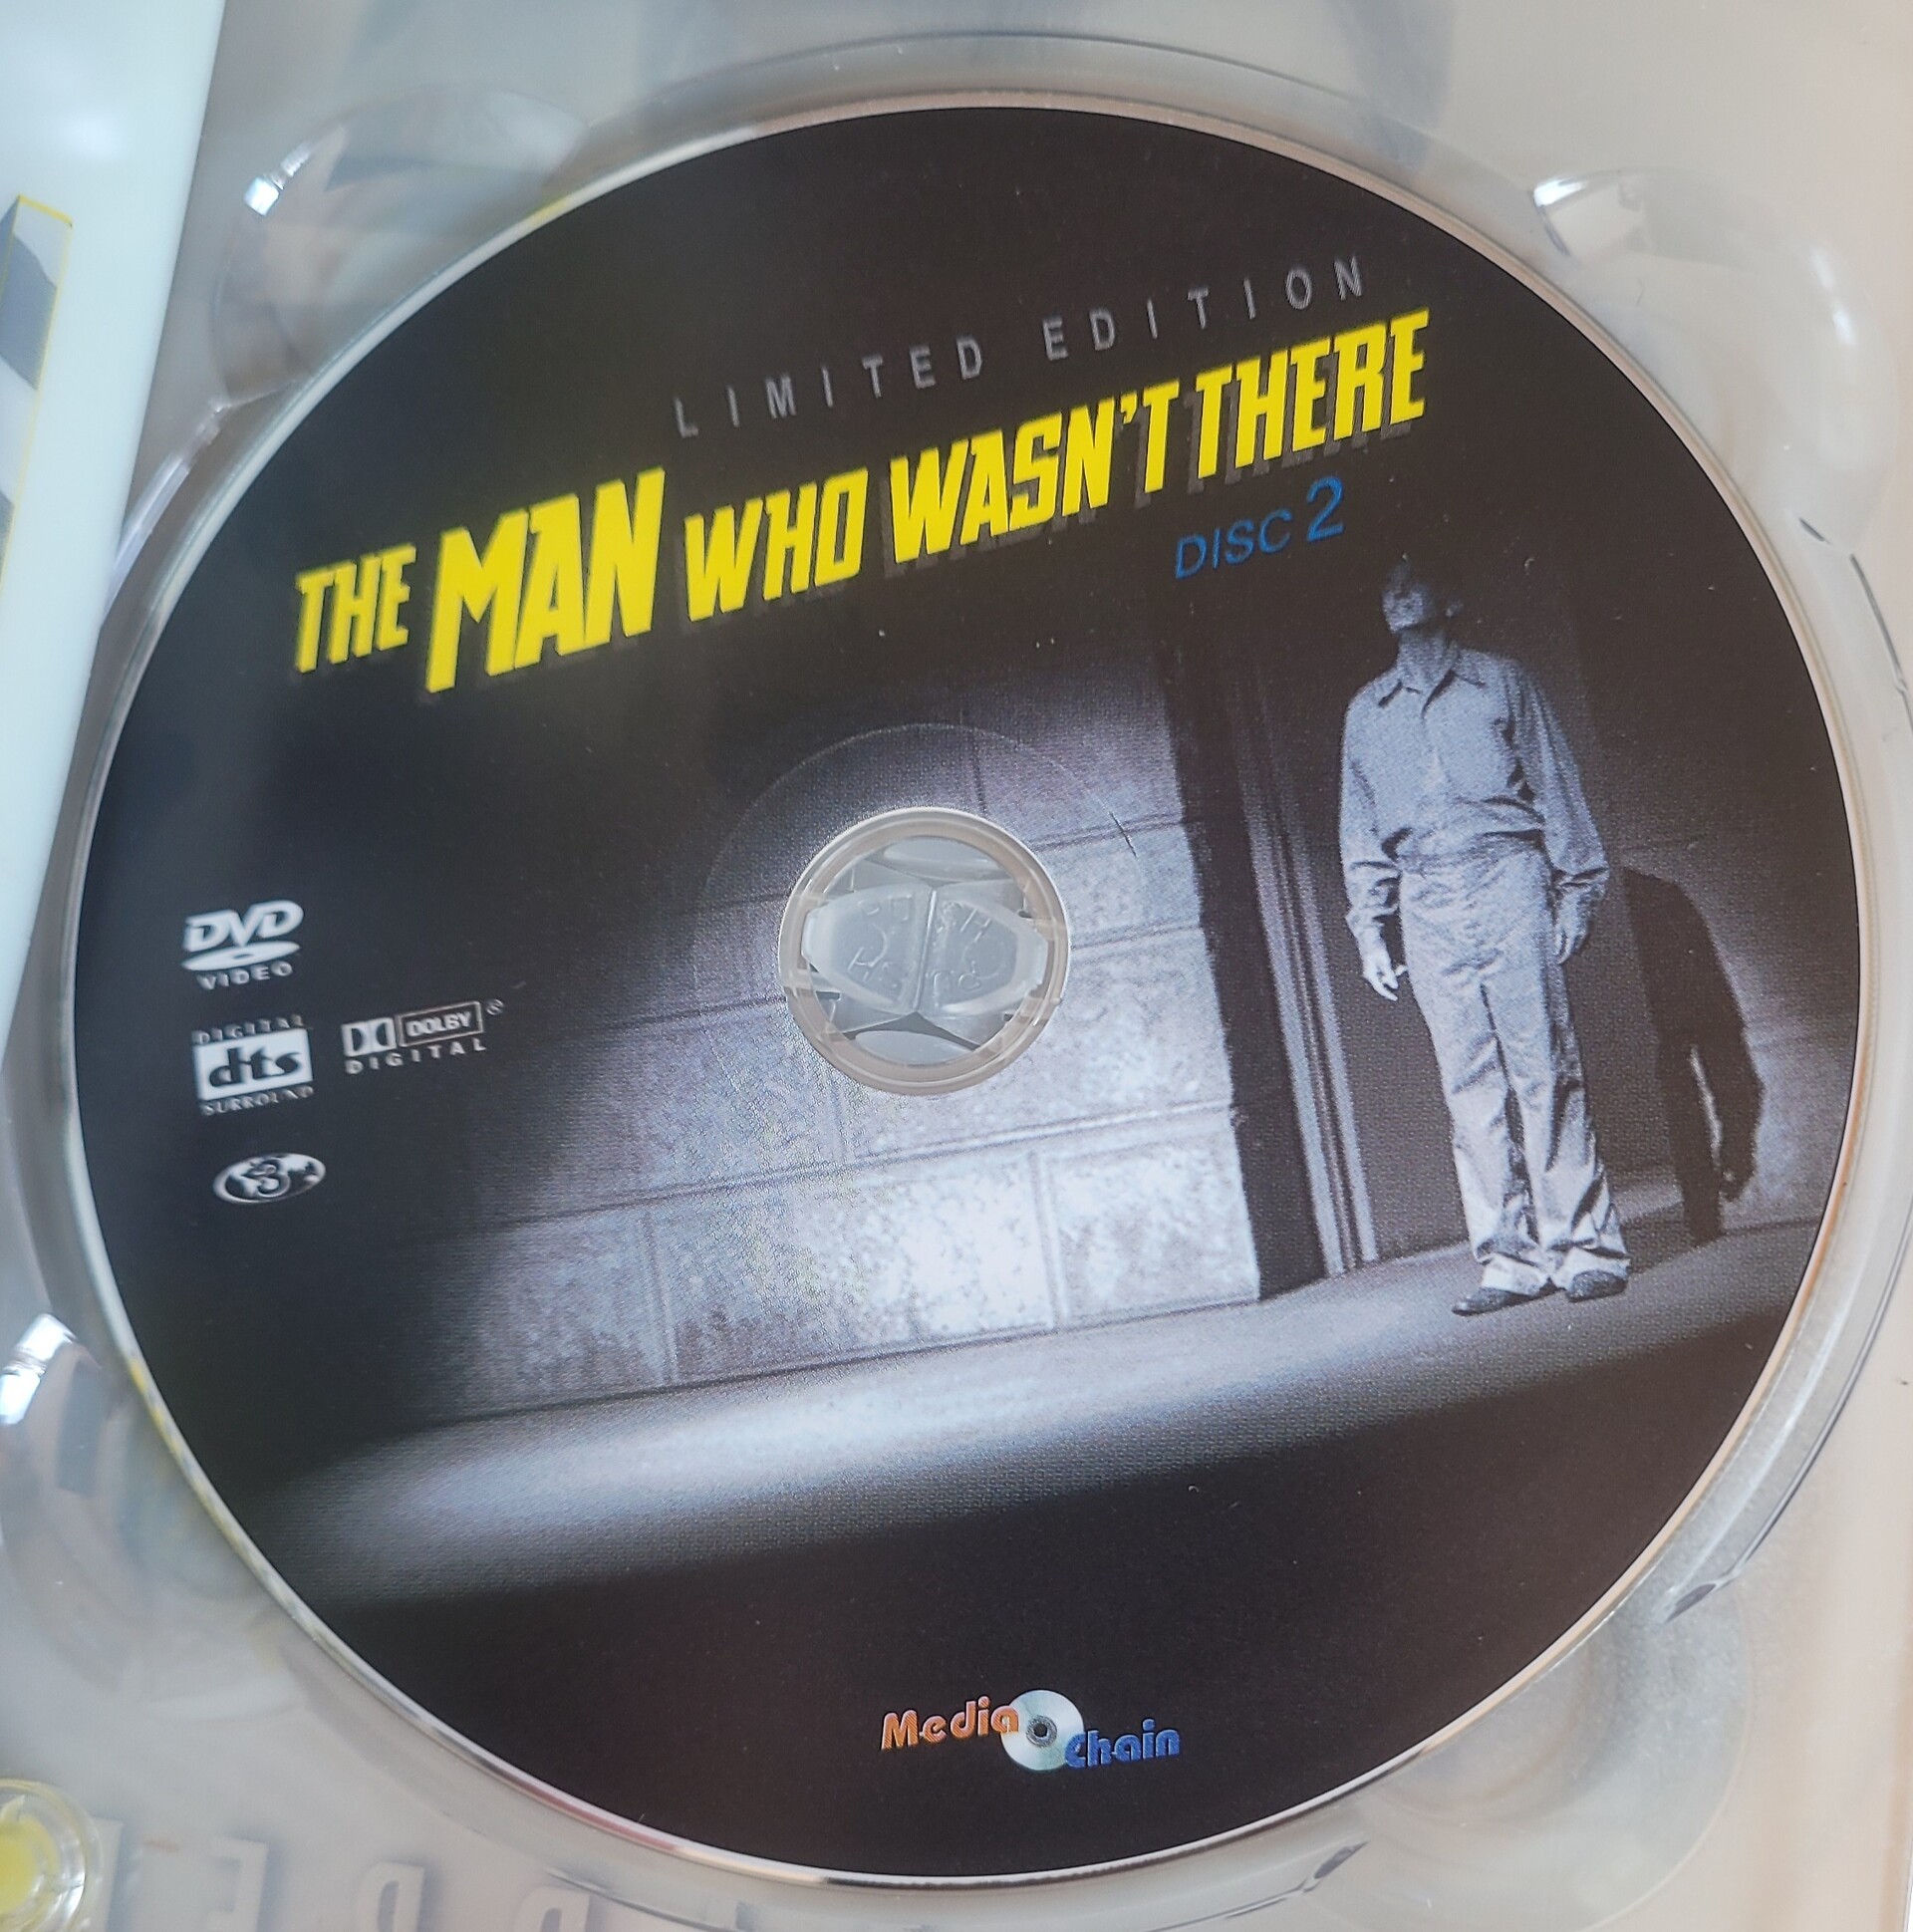 LIMITED EDITION
THE MAN WHO WASN'T THERE
DISC 2
DVD
VIDEO
DIGITAL
dts
SURROUND
DOLBY®
DIGITAL
3
Media Chain